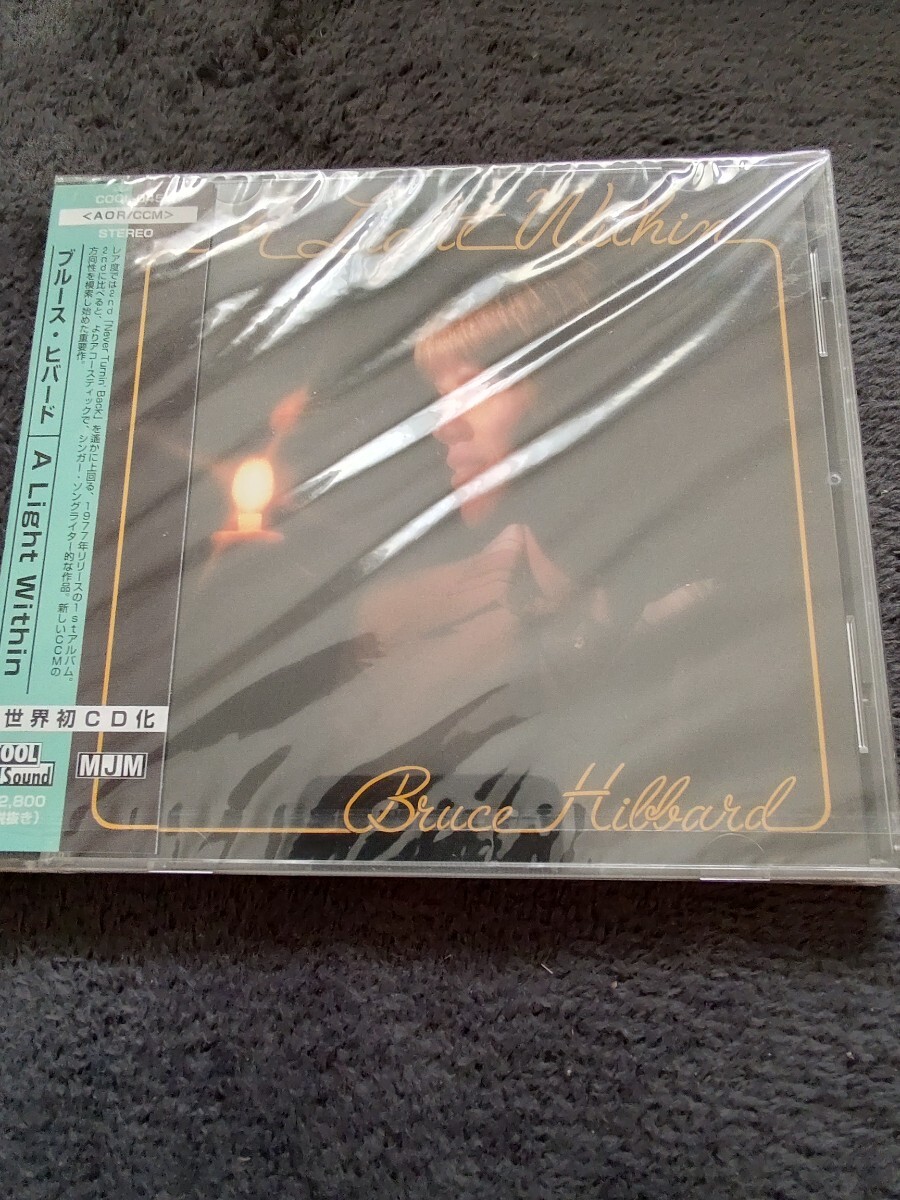 <AOR/CCM>
STEREO
レア度では2nd「Never Turnin' Back」を遥かに上回る、1977年リリースの1stアルバム。
2ndに比べると、よりアコースティックで、シンガー・ソングライター的な作品。新しいCCMの
方向性を模索し始めた重要作。
ブルース・ヒバード
A Light Within
世界初CD化
Sound
MJM
2,800
A Light Within
Bruce Hibbard